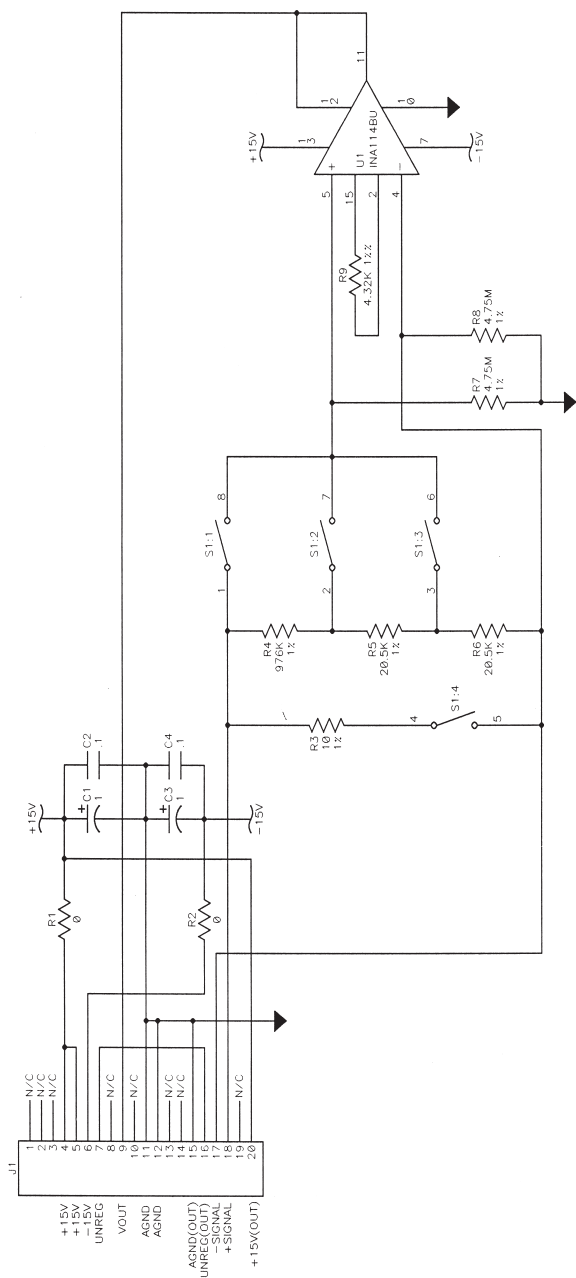 J1
+15V
+15V
-15V
UNREG
VOUT
AGND
AGND
AGND(OUT)
UNREG(OUT)
-SIGNAL
+SIGNAL
+15V(OUT)
1 N/C
2 N/C
3 N/C
4
5
6
7
8 N/C
9
10 N/C
11
12
13 N/C
14 N/C
15
16
17
18
19 N/C
20
R1
0
R2
0
+15V
+ C1
1
C2
.1
+ C3
1
C4
.1
-15V
R3
10
1%
4
S1:4
5
R4
976K
1%
R5
20.5K
1%
R6
20.5K
1%
1
S1:1
8
2
S1:2
7
3
S1:3
6
R7
4.75M
1%
R8
4.75M
1%
R9
4.32K 1%%
5
15
2
4
+
-
U1
INA114BU
+15V
13
12
11
10
7
-15V